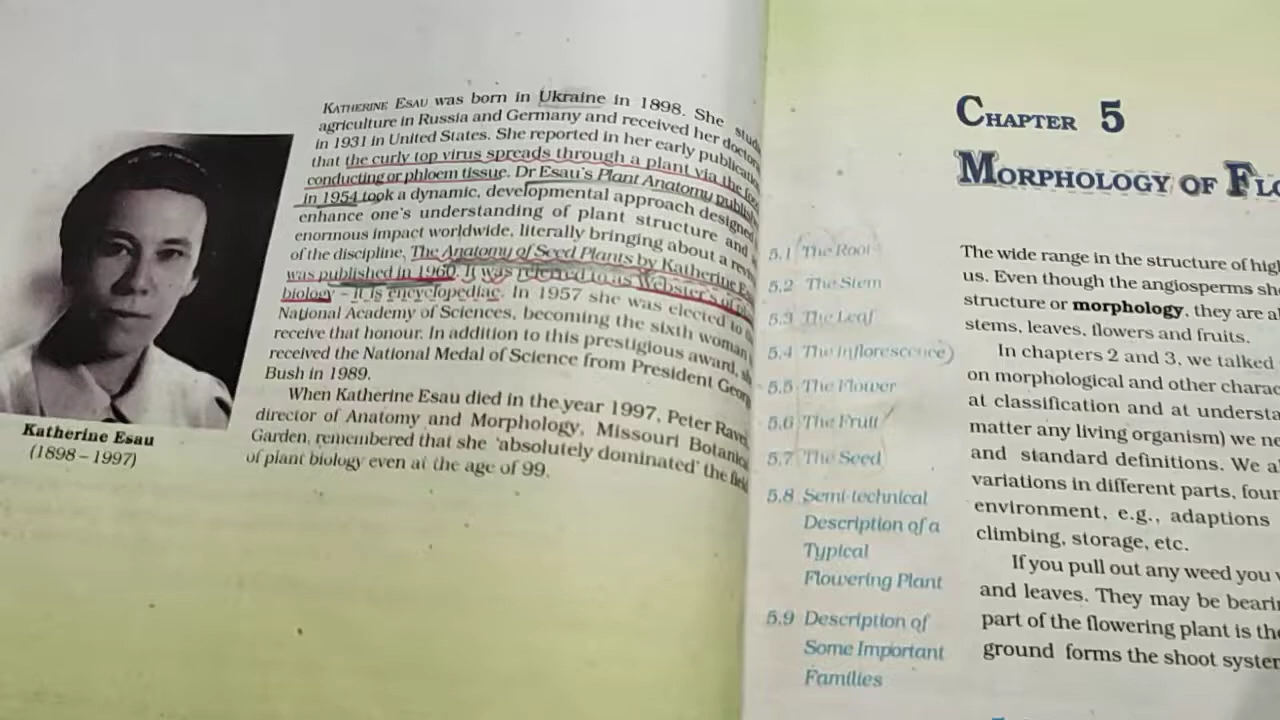 KATHERINE ESAU was born in Ukraine in 1898. She
agriculture in Russia and Germany and received her
in 1931 in United States. She reported in her early
that the curly top virus spreads through a plant via the
conducting or phloem tissue. Dr Esau's Plant Anatomy
in 1954 took a dynamic, developmental approach designed
enhance one's understanding of plant structure and
enormous impact worldwide, literally bringing about a
of the discipline. The Anatomy of Seed Plants by Katherine
was published in 1960. It was referred to as Webster's of
biology – it is encyclopediac. In 1957 she was elected to
National Academy of Sciences, becoming the sixth woman
receive that honour. In addition to this prestigious award,
received the National Medal of Science from President
Bush in 1989.
When Katherine Esau died in the year 1997, Peter
director of Anatomy and Morphology, Missouri
Garden, remembered that she 'absolutely dominated' the
of plant biology even at the age of 99.
Katherine Esau
(1898 – 1997)
CHAPTER 5
MORPHOLOGY OF
5.1 The Root
5.2 The Stem
5.3 The Leaf
5.4 The Inflorescence
5.5 The Flower
5.6 The Fruit
5.7 The Seed
5.8 Semi-technical
Description of a
Typical
Flowering Plant
5.9 Description of
Some Important
Families
The wide range in the structure of
us. Even though the angiosperms
structure or morphology, they are
stems, leaves, flowers and fruits.
In chapters 2 and 3, we talked
on morphological and other
at classification and at
matter any living organism) we
and standard definitions. We
variations in different parts,
environment, e.g., adaptions
climbing, storage, etc.
If you pull out any weed you
and leaves. They may be
part of the flowering plant is
ground forms the shoot